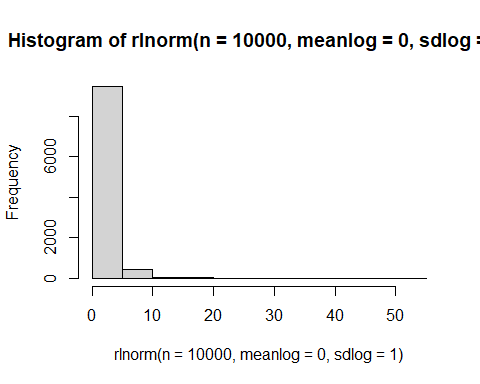 Histogram of rlnorm(n = 10000, meanlog = 0, sdlog =
Frequency
6000
2000
0
0 10 20 30 40 50
rlnorm(n = 10000, meanlog = 0, sdlog = 1)